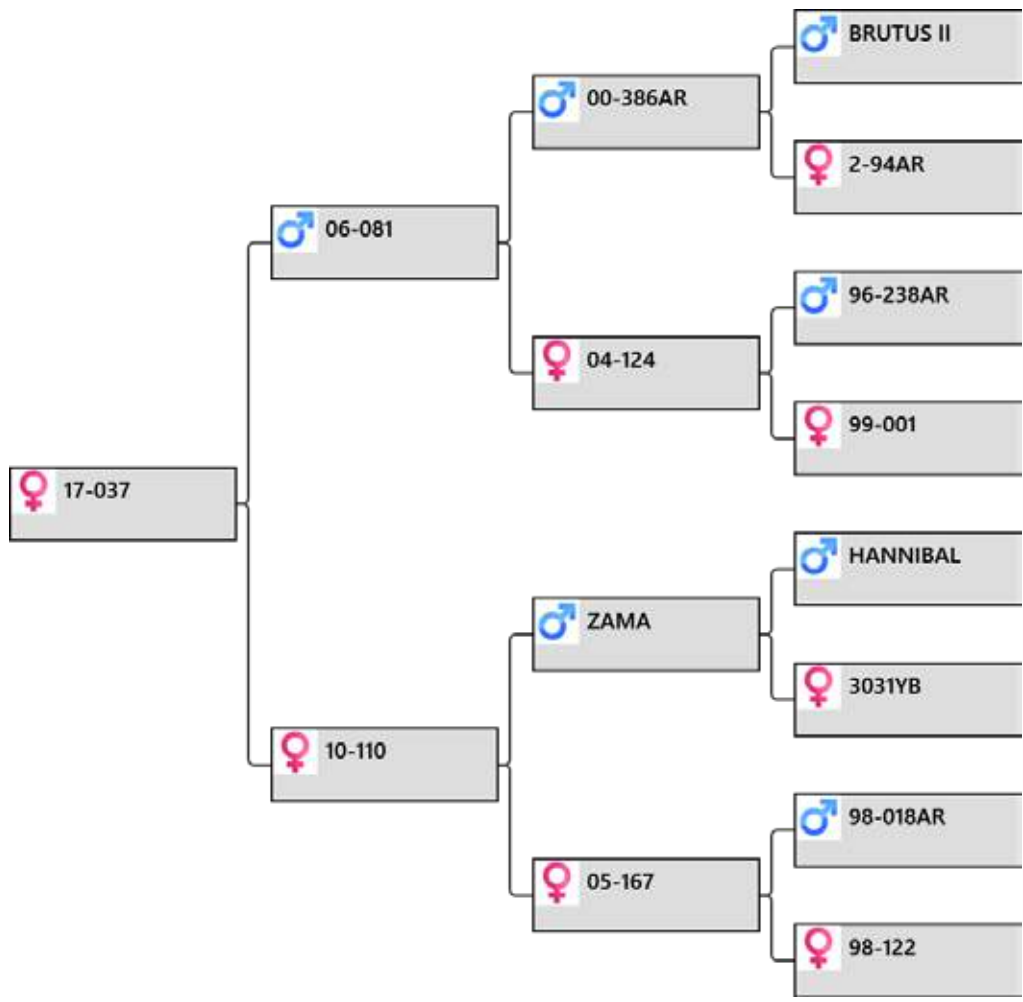 BRUTUS II
00-386AR
2-94AR
06-081
96-238AR
04-124
99-001
17-037
HANNIBAL
ZAMA
3031YB
10-110
98-018AR
05-167
98-122